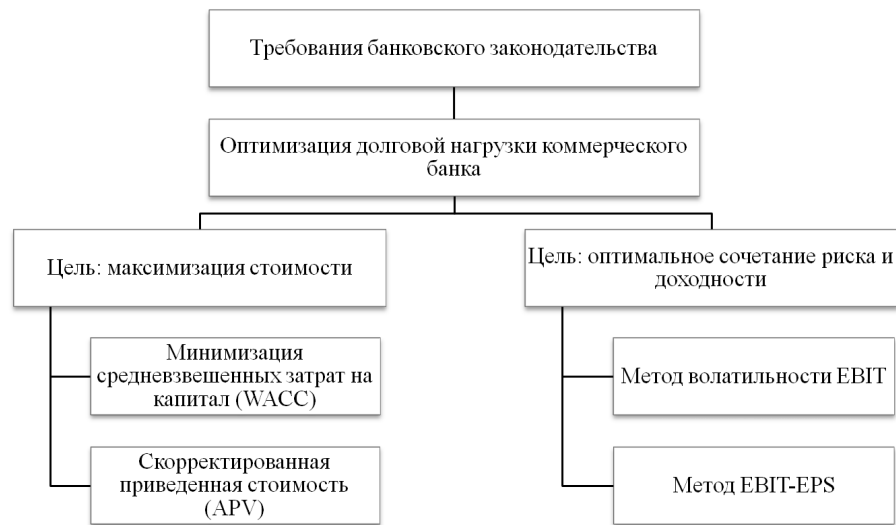 Требования банковского законодательства
Оптимизация долговой нагрузки коммерческого
банка
Цель: максимизация стоимости
Цель: оптимальное сочетание риска и
доходности
Минимизация
средневзвешенных затрат на
капитал (WACC)
Метод волатильности EBIT
Скорректированная
приведенная стоимость
(APV)
Метод EBIT-EPS